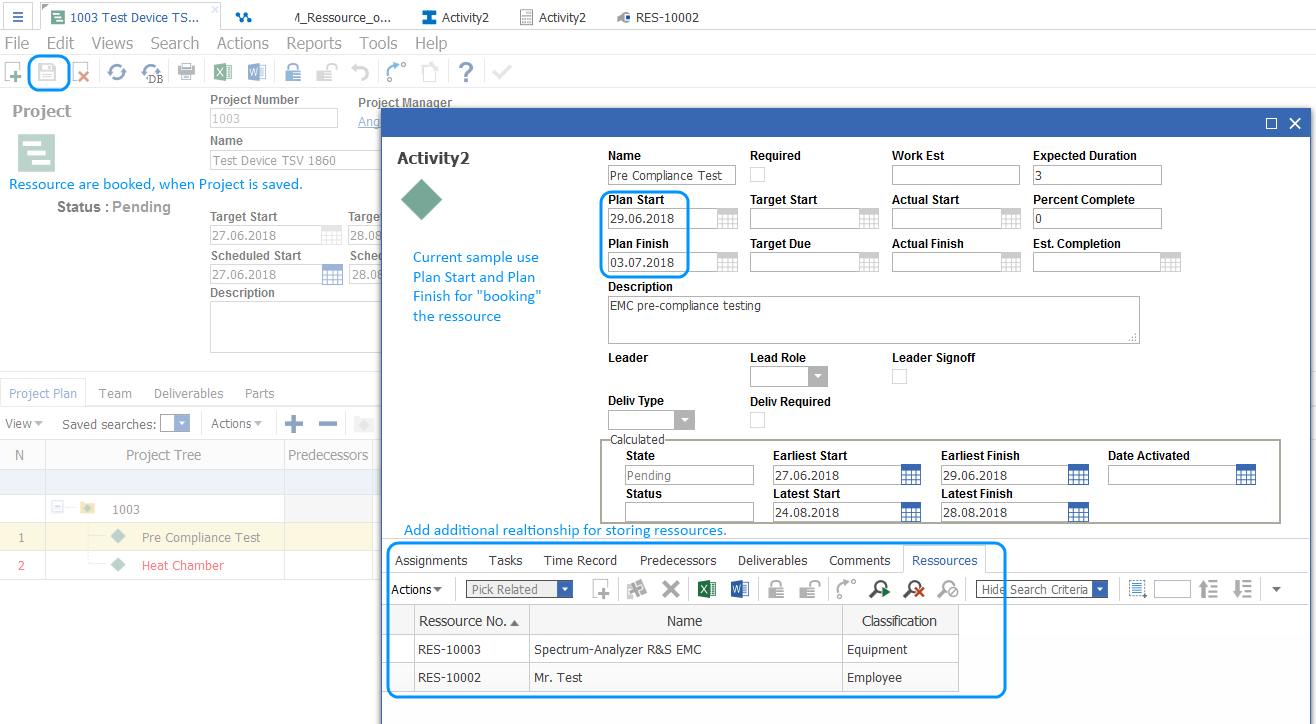 1003 Test Device TS...
M_Ressource_o...
Activity2
Activity2
RES-10002
File Edit Views Search Actions Reports Tools Help
DB
Project
Project Number
1003
Project Manager
Ang
Name
Test Device TSV 1860
Ressource are booked, when Project is saved.
Status : Pending
Target Start
27.06.2018
Targe
28.08
Scheduled Start
27.06.2018
Sched
28.08
Description
Project Plan Team Deliverables Parts
View Saved searches: Actions
N Project Tree Predecessors
1003
1 Pre Compliance Test
2 Heat Chamber
Activity2
Name Required Work Est Expected Duration
Pre Compliance Test 3
Plan Start Target Start Actual Start Percent Complete
29.06.2018 0
Plan Finish Target Due Actual Finish Est. Completion
03.07.2018
Current sample use
Plan Start and Plan
Finish for "booking"
the ressource
Description
EMC pre-compliance testing
Leader Lead Role Leader Signoff
Deliv Type Deliv Required
Calculated
State Earliest Start Earliest Finish Date Activated
Pending 27.06.2018 29.06.2018
Status Latest Start Latest Finish
24.08.2018 28.08.2018
Add additional realtionship for storing ressources.
Assignments Tasks Time Record Predecessors Deliverables Comments Ressources
Actions Pick Related Hide Search Criteria
Ressource No. Name Classification
RES-10003 Spectrum-Analyzer R&S EMC Equipment
RES-10002 Mr. Test Employee